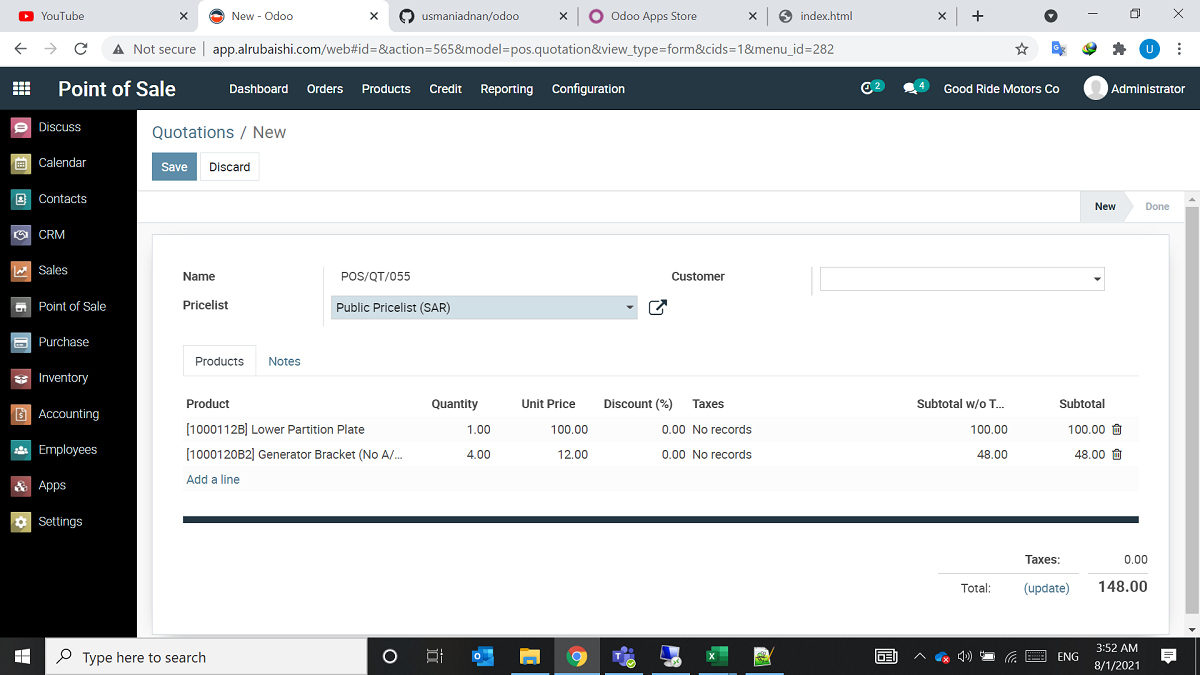 YouTube
New - Odoo
usmaniadnan/odoo
Odoo Apps Store
index.html
Not secure
app.alrubaishi.com/web#id=&action=565&model=pos.quotation&view_type=form&cids=1&menu_id=282
U
Point of Sale
Dashboard Orders Products Credit Reporting Configuration
2
4
Good Ride Motors Co
Administrator
Discuss
Calendar
Contacts
CRM
Sales
Point of Sale
Purchase
Inventory
Accounting
Employees
Apps
Settings
Quotations / New
Save Discard
New Done
Name POS/QT/055 Customer
Pricelist Public Pricelist (SAR)
Products Notes
Product Quantity Unit Price Discount (%) Taxes Subtotal w/o T... Subtotal
[1000112B] Lower Partition Plate 1.00 100.00 0.00 No records 100.00 100.00
[1000120B2] Generator Bracket (No A/... 4.00 12.00 0.00 No records 48.00 48.00
Add a line
Taxes: 0.00
Total: (update) 148.00
Type here to search
ENG
3:52 AM
8/1/2021